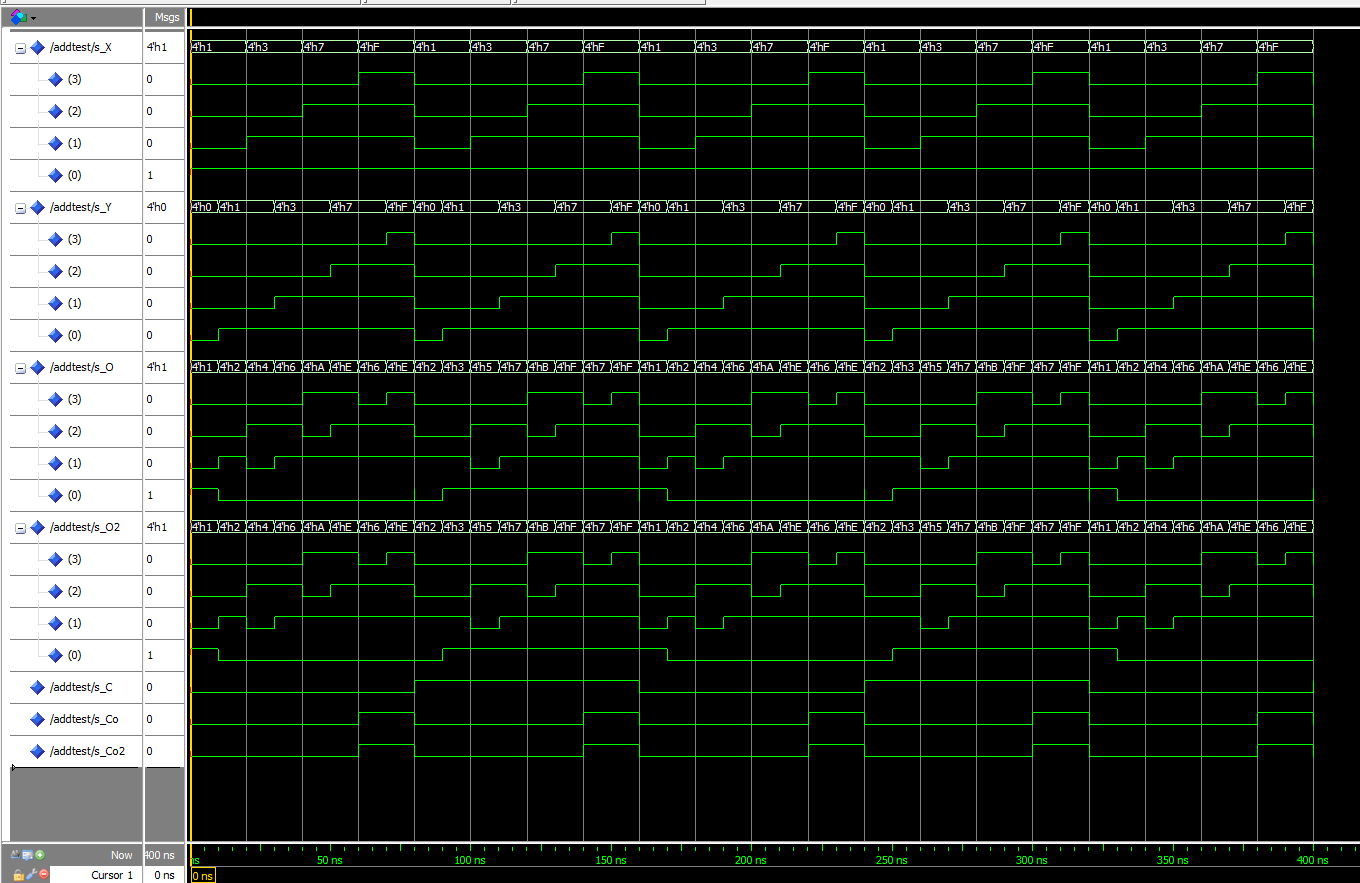 Msgs
/addtest/s_X 4'h1 4'h1 4'h3 4'h7 4'hF 4'h1 4'h3 4'h7 4'hF 4'h1 4'h3 4'h7 4'hF 4'h1 4'h3 4'h7 4'hF 4'h1 4'h3 4'h7 4'hF
(3) 0
(2) 0
(1) 0
(0) 1
/addtest/s_Y 4'h0 4'h0 4'h1 4'h3 4'h7 4'hF 4'h0 4'h1 4'h3 4'h7 4'hF 4'h0 4'h1 4'h3 4'h7 4'hF 4'h0 4'h1 4'h3 4'h7 4'hF 4'h0 4'h1 4'h3 4'h7 4'hF
(3) 0
(2) 0
(1) 0
(0) 0
/addtest/s_O 4'h1 4'h1 4'h2 4'h4 4'h6 4'hA 4'hE 4'h6 4'hE 4'h2 4'h3 4'h5 4'h7 4'hB 4'hF 4'h7 4'hF 4'h1 4'h2 4'h4 4'h6 4'hA 4'hE 4'h6 4'hE 4'h2 4'h3 4'h5 4'h7 4'hB 4'hF 4'h7 4'hF 4'h1 4'h2 4'h4 4'h6 4'hA 4'hE 4'h6 4'hE
(3) 0
(2) 0
(1) 0
(0) 1
/addtest/s_O2 4'h1 4'h1 4'h2 4'h4 4'h6 4'hA 4'hE 4'h6 4'hE 4'h2 4'h3 4'h5 4'h7 4'hB 4'hF 4'h7 4'hF 4'h1 4'h2 4'h4 4'h6 4'hA 4'hE 4'h6 4'hE 4'h2 4'h3 4'h5 4'h7 4'hB 4'hF 4'h7 4'hF 4'h1 4'h2 4'h4 4'h6 4'hA 4'hE 4'h6 4'hE
(3) 0
(2) 0
(1) 0
(0) 1
/addtest/s_C 0
/addtest/s_Co 0
/addtest/s_Co2 0
Now 400 ns ns 50 ns 100 ns 150 ns 200 ns 250 ns 300 ns 350 ns 400 ns
Cursor 1 0 ns 0 ns